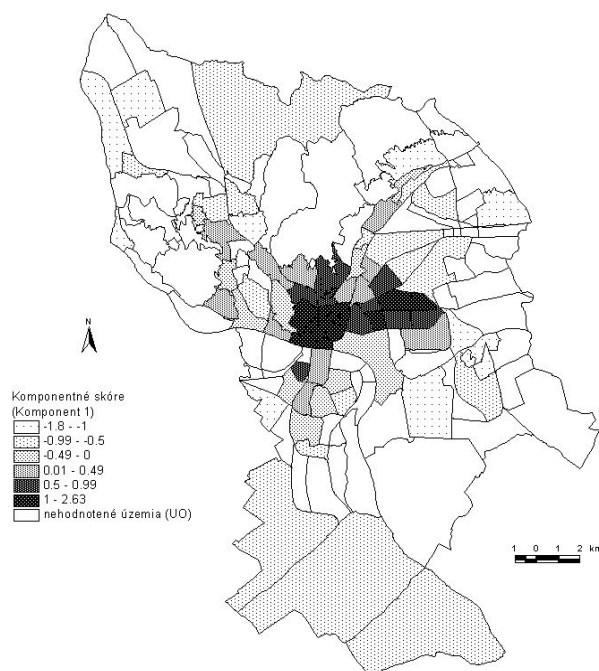 N
Komponentné skóre
(Komponent 1)
-1.8 - -1
-0.99 - -0.5
-0.49 - 0
0.01 - 0.49
0.5 - 0.99
1 - 2.63
nehodnotené územia (UO)
1 0 1 2 km